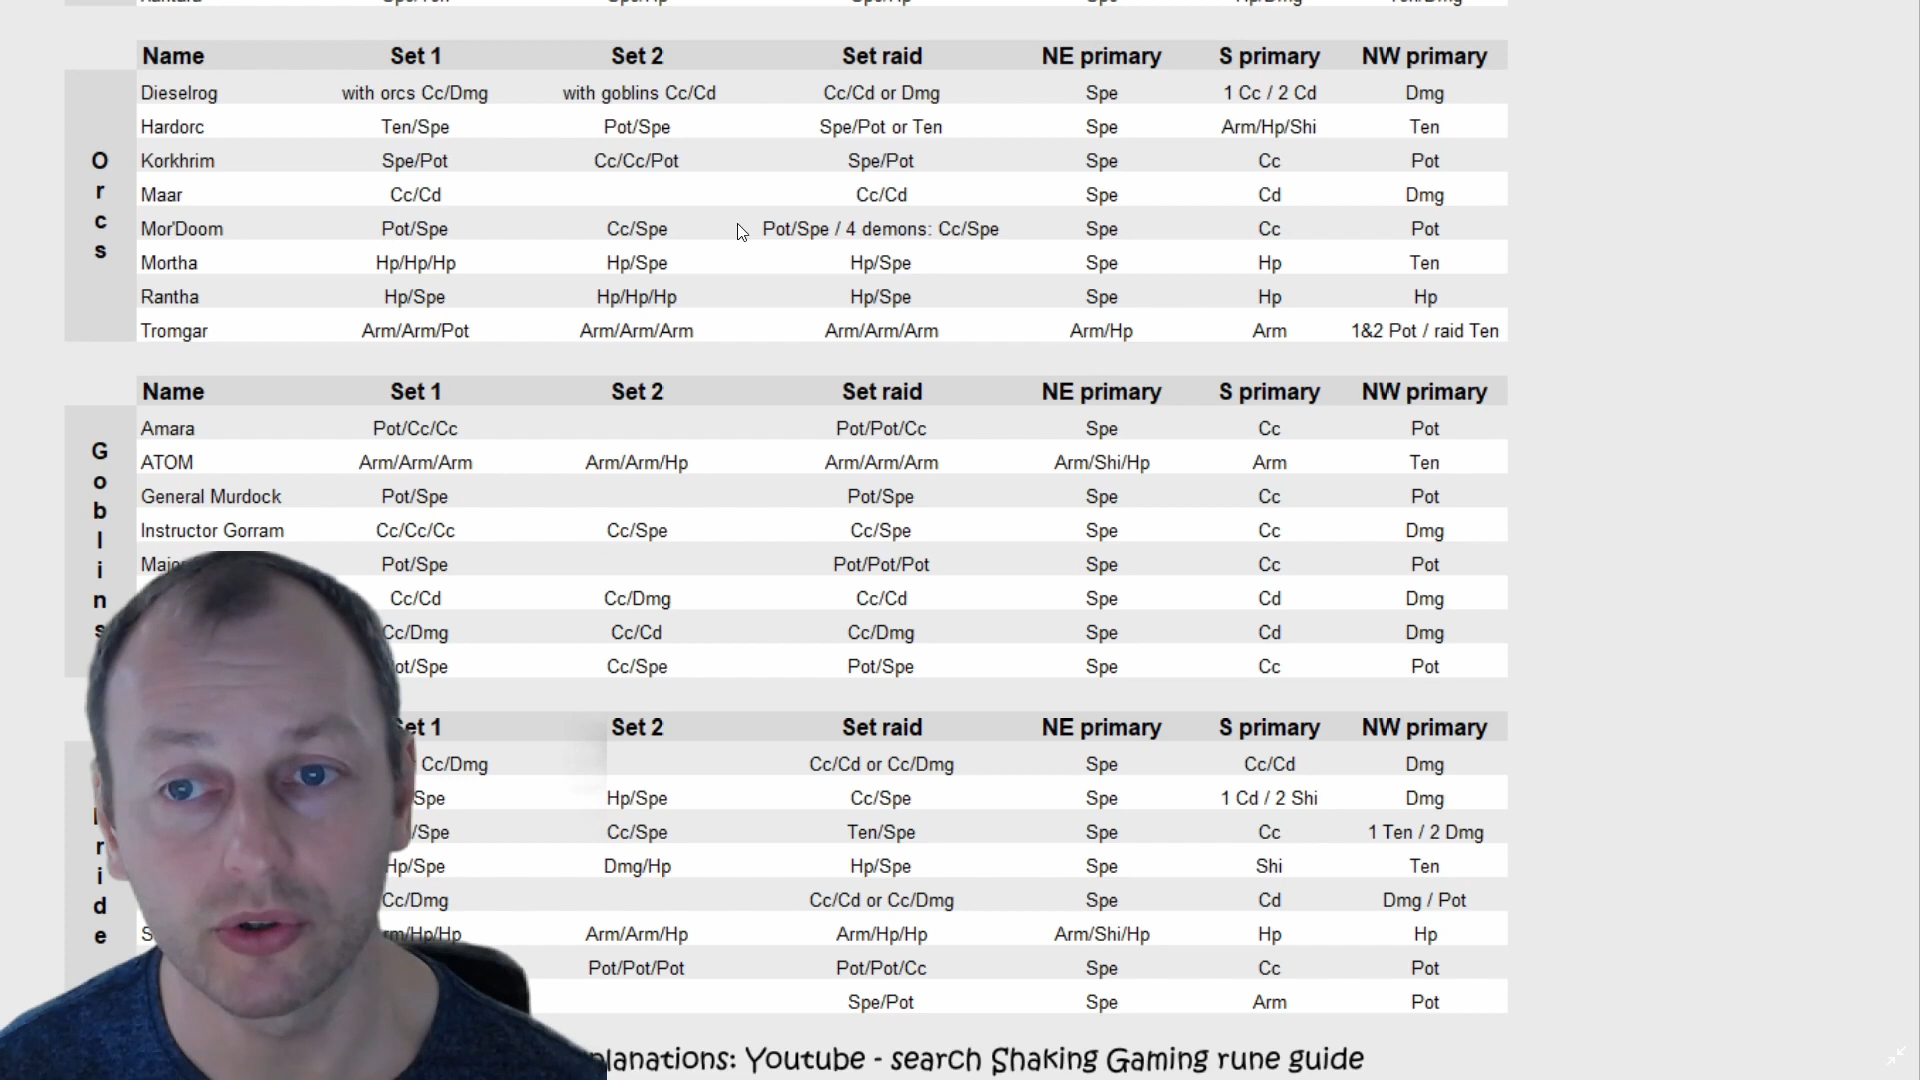 Name Set 1 Set 2 Set raid NE primary S primary NW primary
Orcs
Dieselrog with orcs Cc/Dmg with goblins Cc/Cd Cc/Cd or Dmg Spe 1 Cc / 2 Cd Dmg
Hardorc Ten/Spe Pot/Spe Spe/Pot or Ten Spe Arm/Hp/Shi Ten
Korkhrim Spe/Pot Cc/Cc/Pot Spe/Pot Spe Cc Pot
Maar Cc/Cd Cc/Cd Spe Cd Dmg
Mor'Doom Pot/Spe Cc/Spe Pot/Spe / 4 demons: Cc/Spe Spe Cc Pot
Mortha Hp/Hp/Hp Hp/Spe Hp/Spe Spe Hp Ten
Rantha Hp/Spe Hp/Hp/Hp Hp/Spe Spe Hp Hp
Tromgar Arm/Arm/Pot Arm/Arm/Arm Arm/Arm/Arm Arm/Hp Arm 1&2 Pot / raid Ten
Name Set 1 Set 2 Set raid NE primary S primary NW primary
Goblins
Amara Pot/Cc/Cc Pot/Pot/Cc Spe Cc Pot
ATOM Arm/Arm/Arm Arm/Arm/Hp Arm/Arm/Arm Arm/Shi/Hp Arm Ten
General Murdock Pot/Spe Pot/Spe Spe Cc Pot
Instructor Gorram Cc/Cc/Cc Cc/Spe Cc/Spe Spe Cc Dmg
Pot/Spe Pot/Pot/Pot Spe Cc Pot
Cc/Cd Cc/Dmg Cc/Cd Spe Cd Dmg
Cc/Dmg Cc/Cd Cc/Dmg Spe Cd Dmg
ot/Spe Cc/Spe Pot/Spe Spe Cc Pot
Set 1 Set 2 Set raid NE primary S primary NW primary
ride
Cc/Dmg Cc/Cd or Cc/Dmg Spe Cc/Cd Dmg
Spe Hp/Spe Cc/Spe Spe 1 Cd / 2 Shi Dmg
/Spe Cc/Spe Ten/Spe Spe Cc 1 Ten / 2 Dmg
Hp/Spe Dmg/Hp Hp/Spe Spe Shi Ten
Cc/Dmg Cc/Cd or Cc/Dmg Spe Cd Dmg / Pot
rm/Hp/Hp Arm/Arm/Hp Arm/Hp/Hp Arm/Shi/Hp Hp Hp
Pot/Pot/Pot Pot/Pot/Cc Spe Cc Pot
Spe/Pot Spe Arm Pot
planations: Youtube - search Shaking Gaming rune guide